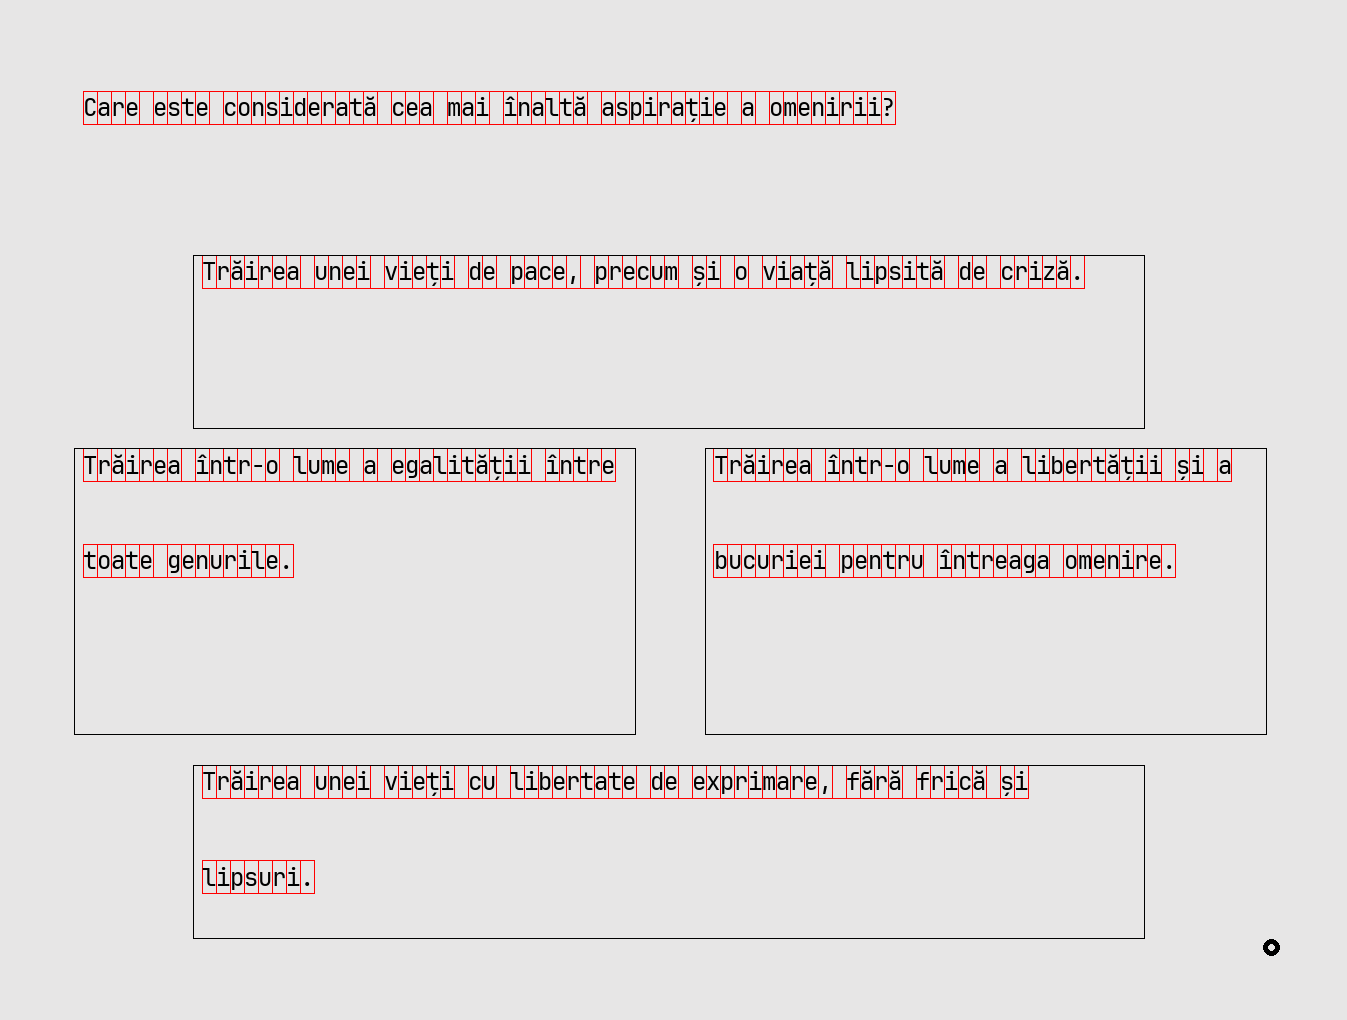 Care este considerată cea mai înaltă aspirație a omenirii?
Trăirea unei vieți de pace, precum și o viață lipsită de criză.
Trăirea într-o lume a egalității între
toate genurile.
Trăirea într-o lume a libertății și a
bucuriei pentru întreaga omenire.
Trăirea unei vieți cu libertate de exprimare, fără frică și
lipsuri.